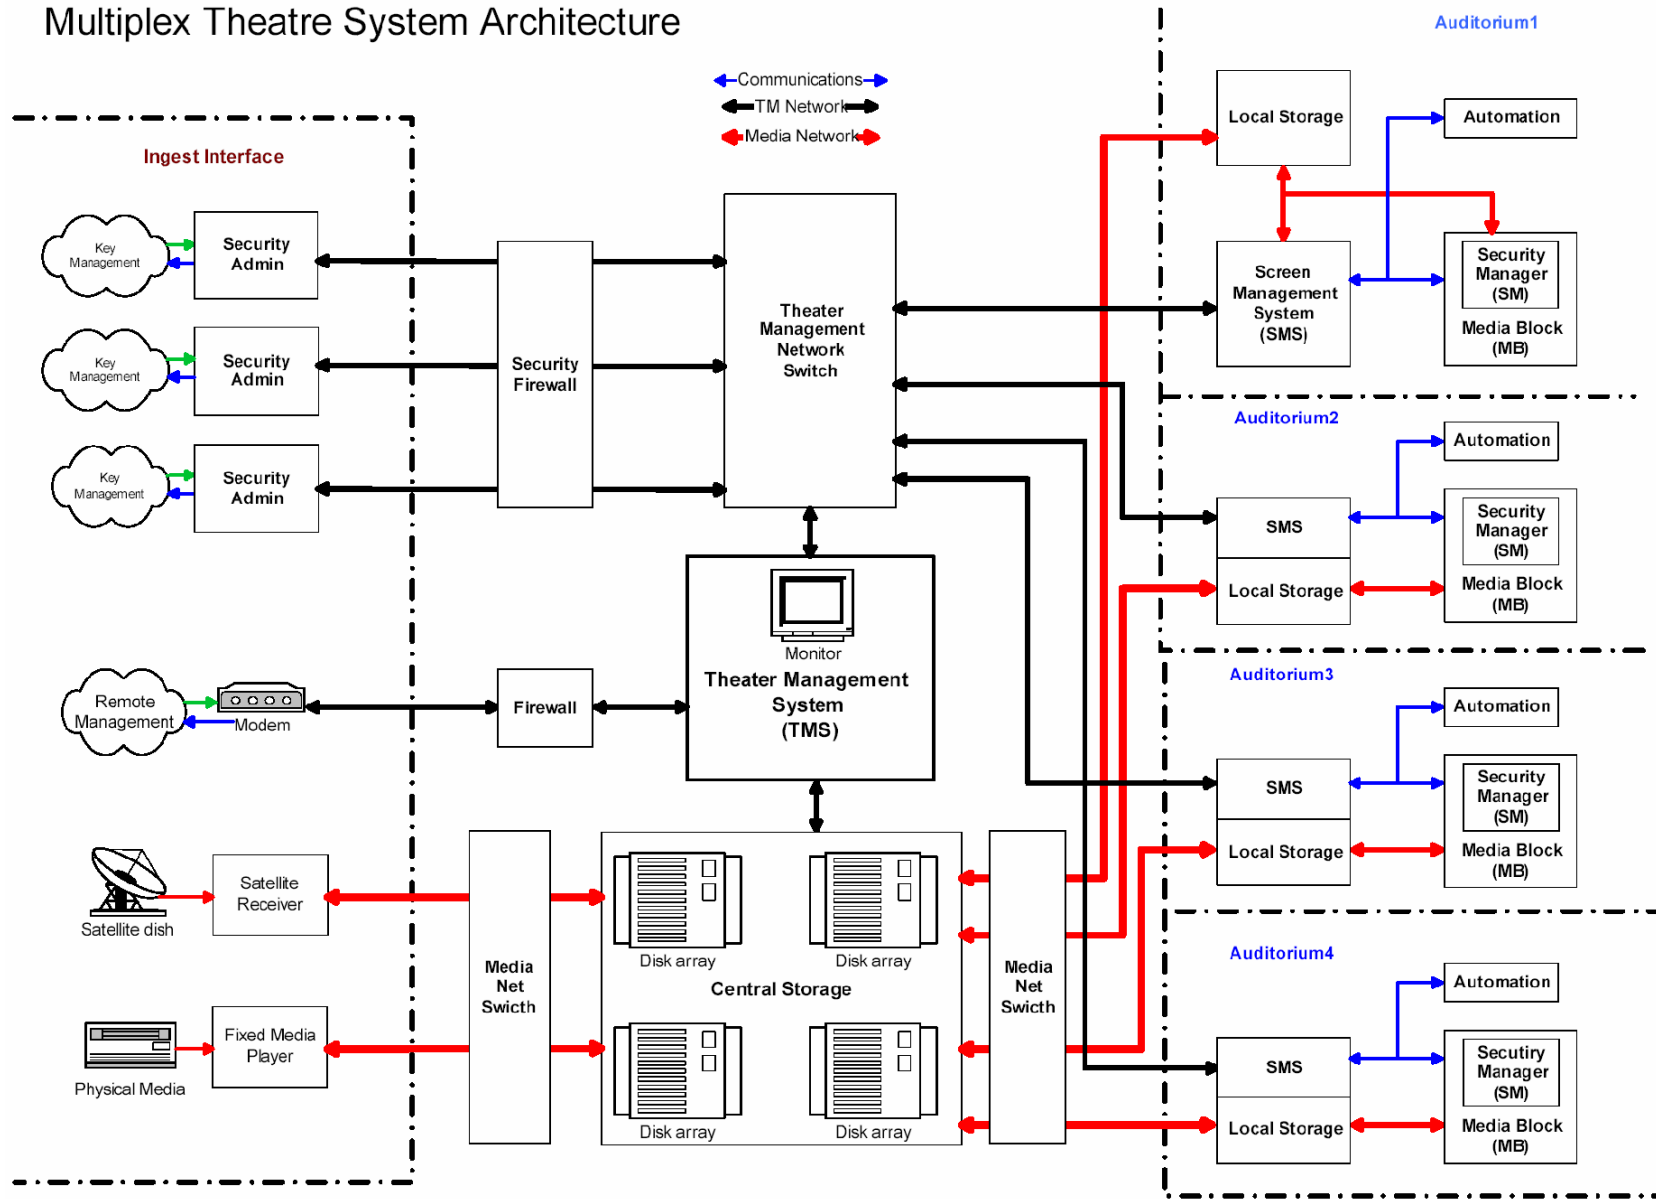 Multiplex Theatre System Architecture
Communications
TM Network
Media Network
Ingest Interface
Key
Management
Security
Admin
Key
Management
Security
Admin
Key
Management
Security
Admin
Remote
Management
Modem
Satellite dish
Satellite
Receiver
Physical Media
Fixed Media
Player
Security
Firewall
Firewall
Media
Net
Swicth
Theater
Management
Network
Switch
Monitor
Theater Management
System
(TMS)
Disk array
Disk array
Central Storage
Disk array
Disk array
Media
Net
Swicth
Auditorium1
Local Storage
Automation
Screen
Management
System
(SMS)
Security
Manager
(SM)
Media Block
(MB)
Auditorium2
Automation
SMS
Local Storage
Security
Manager
(SM)
Media Block
(MB)
Auditorium3
Automation
SMS
Local Storage
Security
Manager
(SM)
Media Block
(MB)
Auditorium4
Automation
SMS
Local Storage
Secutiry
Manager
(SM)
Media Block
(MB)